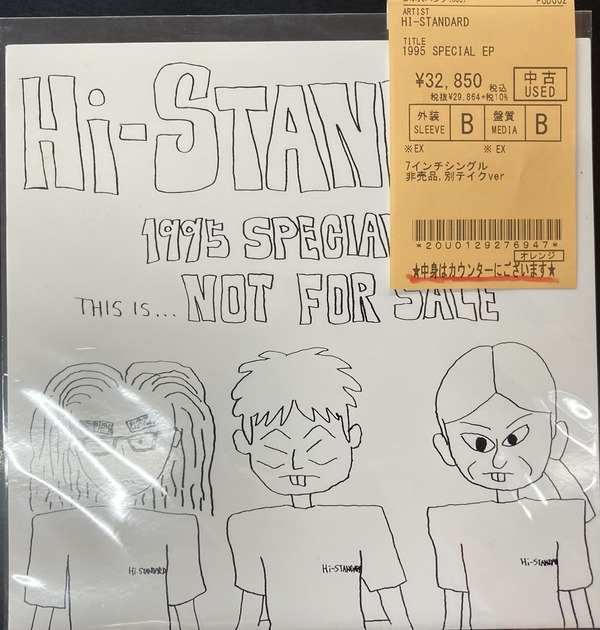 ARTIST
HI-STANDARD
TITLE
1995 SPECIAL EP
¥32,850 税込
税抜¥29,864+税10%
中古
USED
外装
SLEEVE
B
盤質
MEDIA
B
※EX
※EX
7インチシングル
非売品,別テイクver
*20U0129276947*
オレンジ
★中身はカウンターにございます★
Hi-STAN
1995 SPECIA
THIS IS... NOT FOR SALE
Hi-STANDARD
Hi-STANDARD
Hi-STANDA